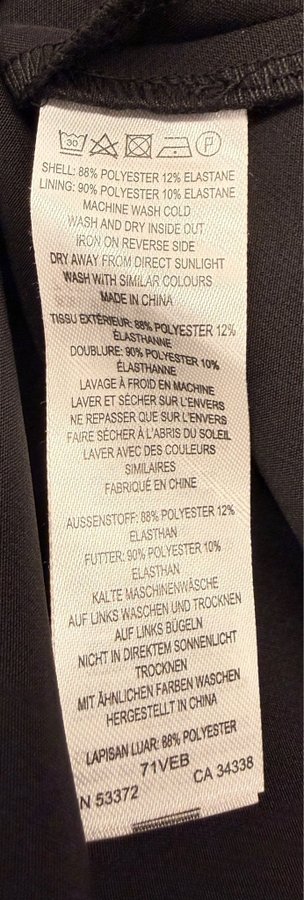 30 P
SHELL: 88% POLYESTER 12% ELASTANE
LINING: 90% POLYESTER 10% ELASTANE
MACHINE WASH COLD
WASH AND DRY INSIDE OUT
IRON ON REVERSE SIDE
DRY AWAY FROM DIRECT SUNLIGHT
WASH WITH SIMILAR COLOURS
MADE IN CHINA
TISSU EXTÉRIEUR: 88% POLYESTER 12%
ÉLASTHANNE
DOUBLURE: 90% POLYESTER 10%
ÉLASTHANNE
LAVAGE À FROID EN MACHINE
LAVER ET SÉCHER SUR L'ENVERS
NE REPASSER QUE SUR L'ENVERS
FAIRE SÉCHER À L'ABRIS DU SOLEIL
LAVER AVEC DES COULEURS
SIMILAIRES
FABRIQUÉ EN CHINE
AUSSENSTOFF: 88% POLYESTER 12%
ELASTHAN
FUTTER: 90% POLYESTER 10%
ELASTHAN
KALTE MASCHINENWÄSCHE
AUF LINKS WASCHEN UND TROCKNEN
AUF LINKS BÜGELN
NICHT IN DIREKTEM SONNENLICHT
TROCKNEN
MIT ÄHNLICHEN FARBEN WASCHEN
HERGESTELLT IN CHINA
LAPISAN LUAR: 88% POLYESTER
71VEB
N 53372 CA 34338